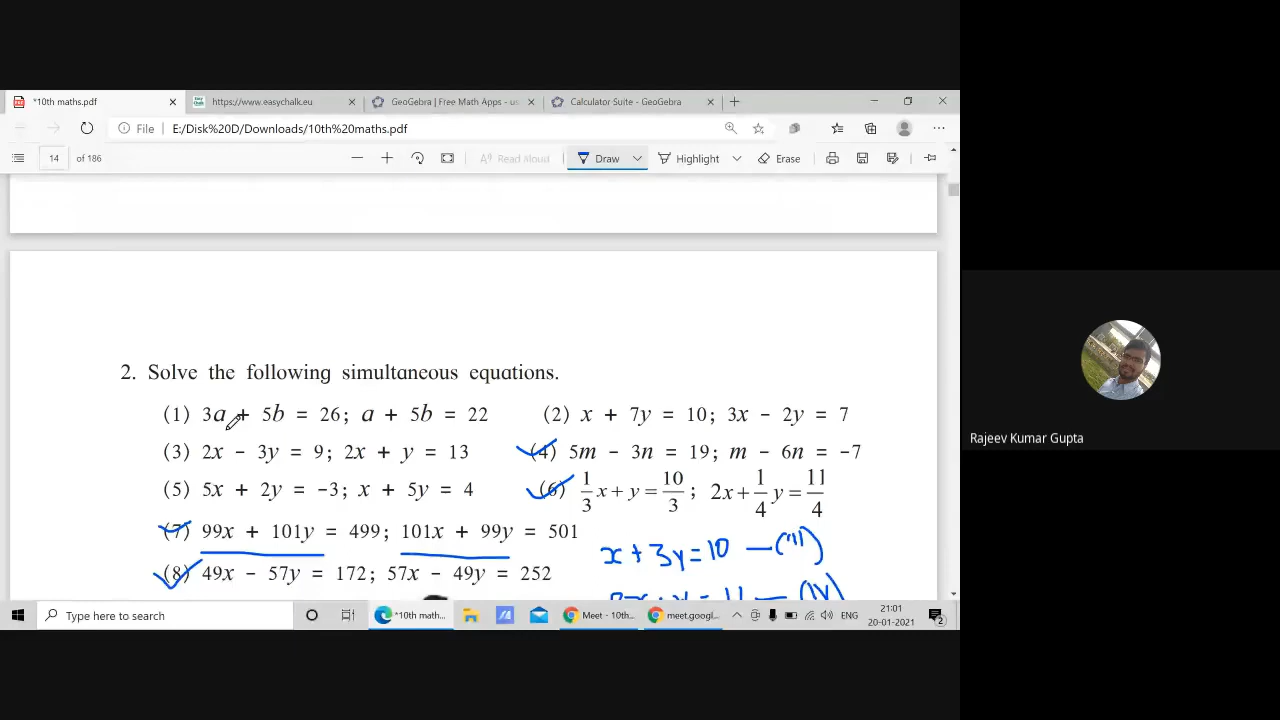 *10th maths.pdf
https://www.easychalk.eu
GeoGebra | Free Math Apps - us
Calculator Suite - GeoGebra
File E:/Disk%20D/Downloads/10th%20maths.pdf
14 of 186
Read aloud Draw Highlight Erase
2. Solve the following simultaneous equations.
(1) 3a + 5b = 26; a + 5b = 22 (2) x + 7y = 10; 3x - 2y = 7
(3) 2x - 3y = 9; 2x + y = 13 (4) 5m - 3n = 19; m - 6n = -7
(5) 5x + 2y = -3; x + 5y = 4 (6) 1/3 x + y = 10/3; 2x + 1/4 y = 11/4
(7) 99x + 101y = 499; 101x + 99y = 501
x + 3y = 10 — (III)
(8) 49x - 57y = 172; 57x - 49y = 252
Rajeev Kumar Gupta
Type here to search
*10th math...
Meet - 10th...
meet.googl...
ENG
21:01
20-01-2021
2